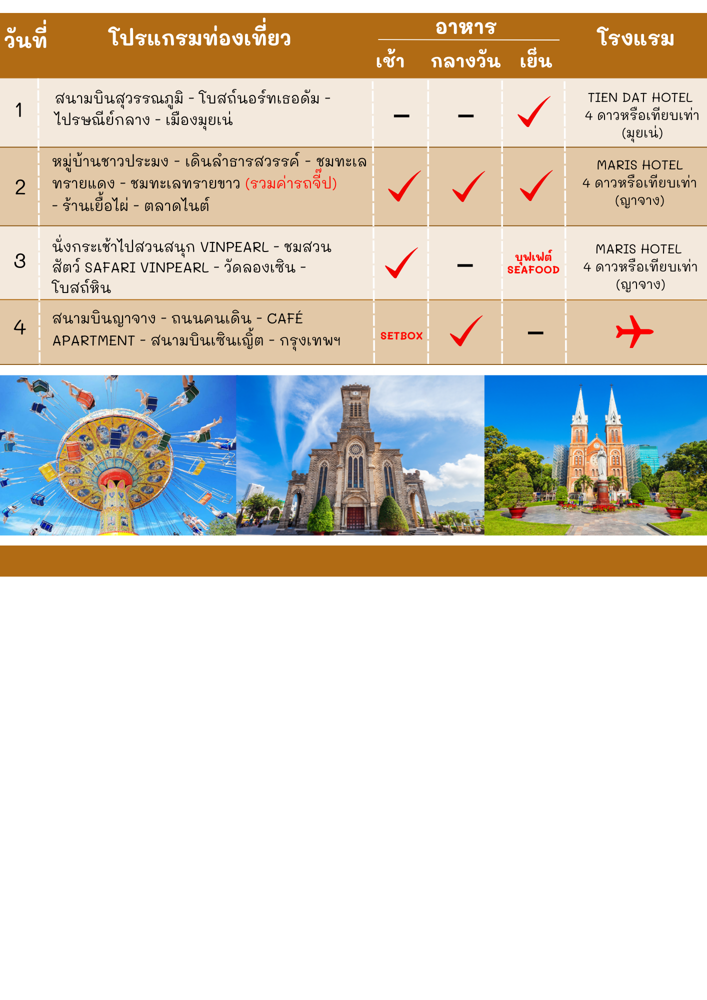 วันที่
โปรแกรมท่องเที่ยว
อาหาร
เช้า กลางวัน เย็น
โรงแรม
1
สนามบินสุวรรณภูมิ - โบสถ์นอร์ทเธอดัม -
ไปรษณีย์กลาง - เมืองมุยเน่
–
–
TIEN DAT HOTEL
4 ดาวหรือเทียบเท่า
(มุยเน่)
2
หมู่บ้านชาวประมง - เดินลำธารสวรรค์ - ชมทะเล
ทรายแดง - ชมทะเลทรายขาว (รวมค่ารถจี๊ป)
- ร้านเยื้อไผ่ - ตลาดไนต์
MARIS HOTEL
4 ดาวหรือเทียบเท่า
(ญาจาง)
3
นั่งกระเช้าไปสวนสนุก VINPEARL - ชมสวน
สัตว์ SAFARI VINPEARL - วัดลองเซิน -
โบสถ์หิน
–
บุฟเฟต์
SEAFOOD
MARIS HOTEL
4 ดาวหรือเทียบเท่า
(ญาจาง)
4
สนามบินญาจาง - ถนนคนเดิน - CAFÉ
APARTMENT - สนามบินเซินเญิ้ต - กรุงเทพฯ
SETBOX
–